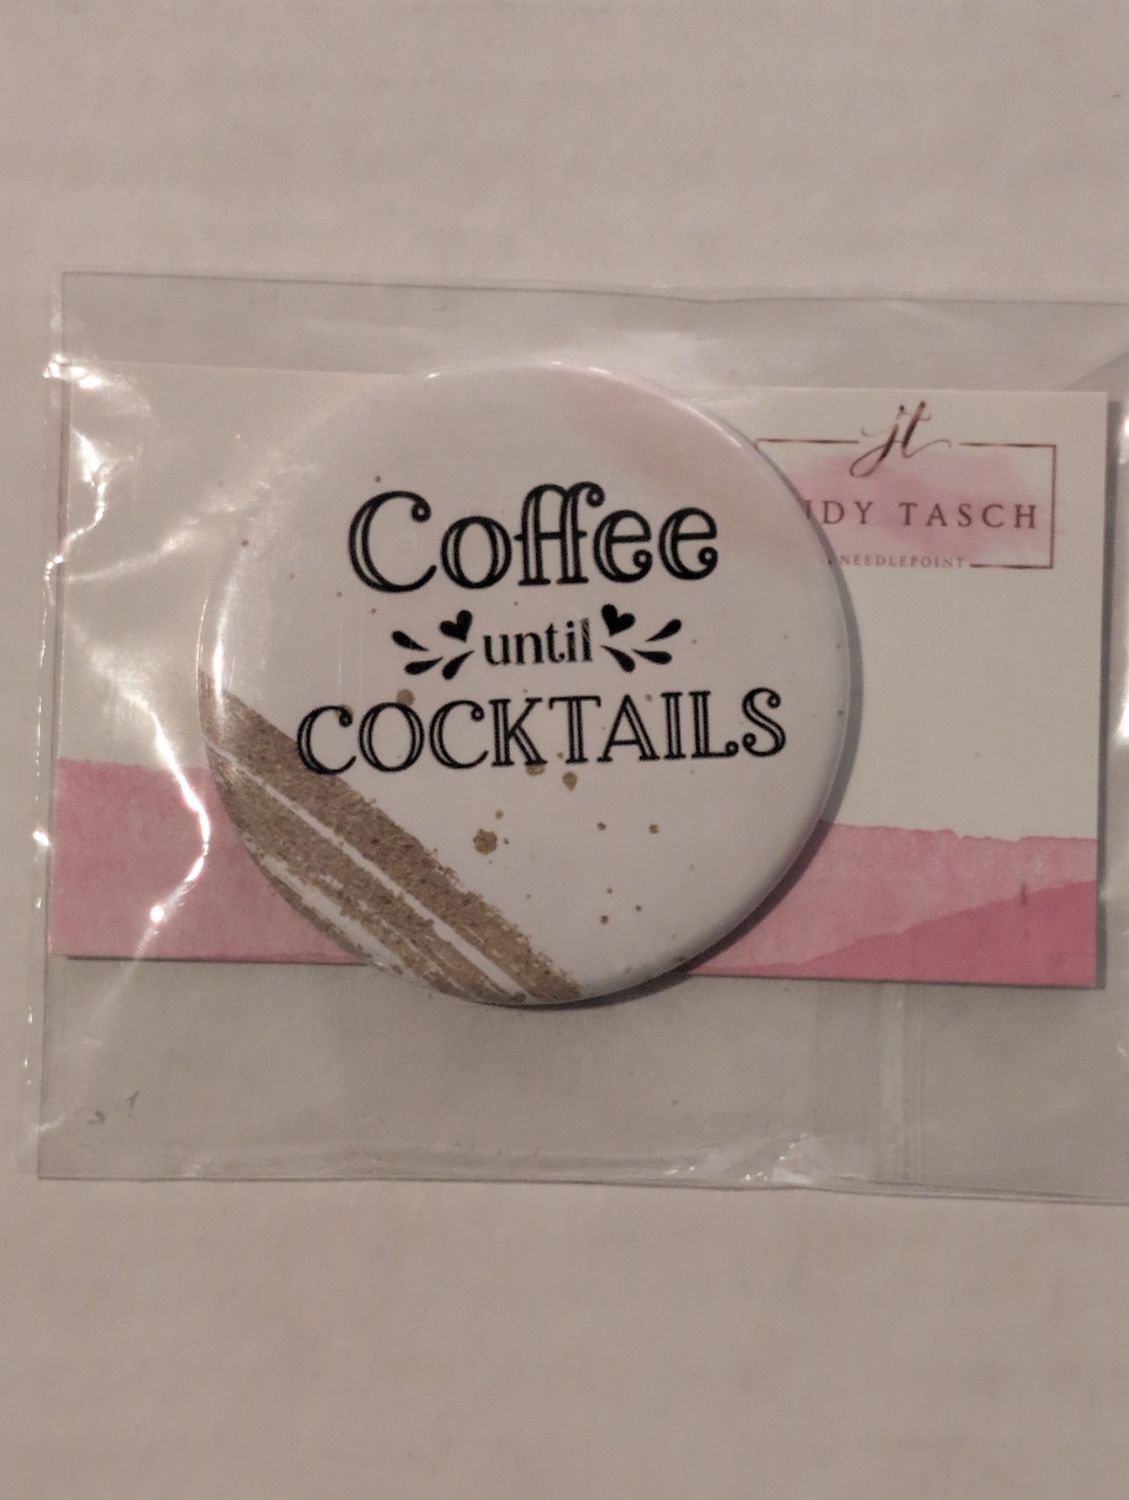 Coffee
until
COCKTAILS
jt
DY TASCH
NEEDLEPOINT